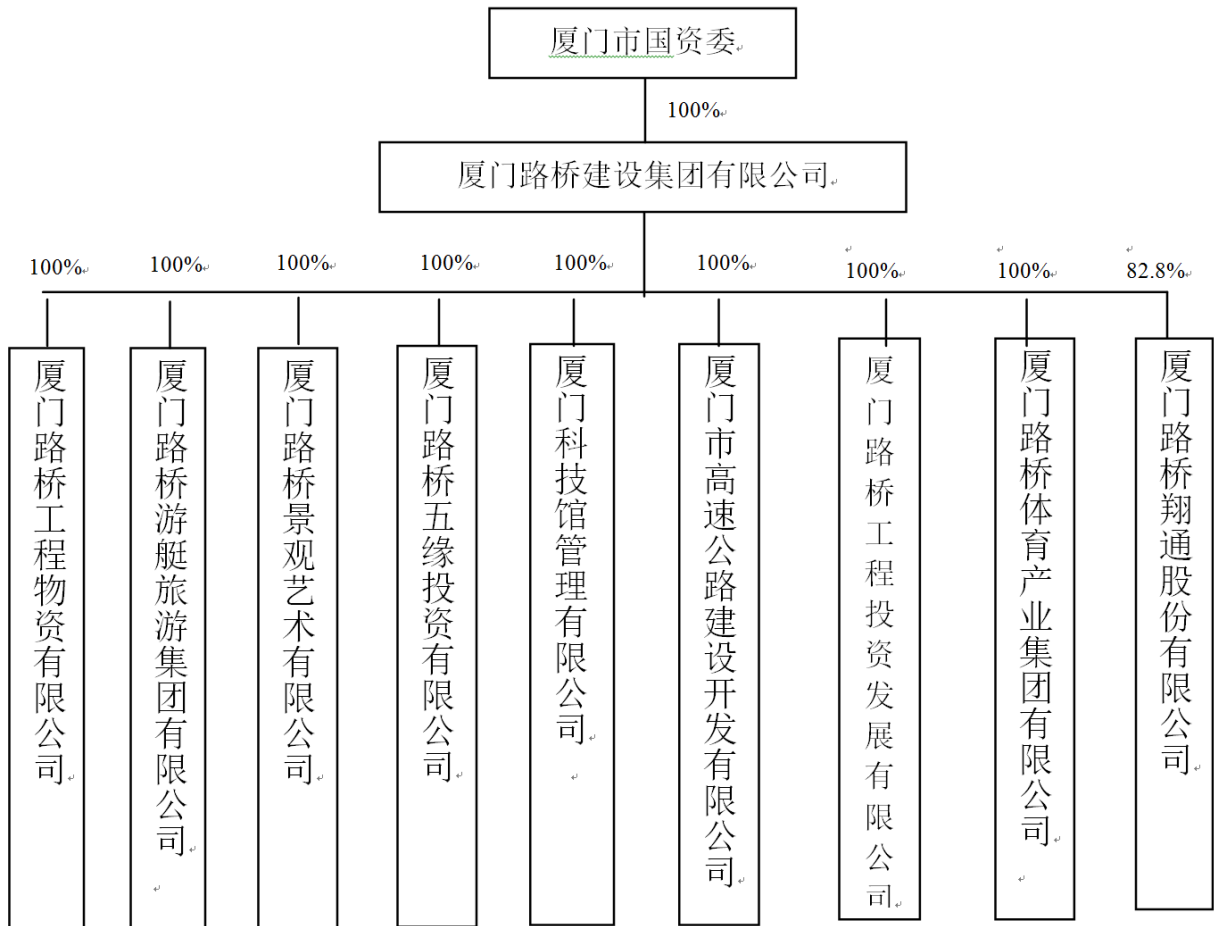 厦门市国资委
100%
厦门路桥建设集团有限公司
100%
100%
100%
100%
100%
100%
100%
100%
82.8%
厦门路桥工程物资有限公司
厦门路桥游艇旅游集团有限公司
厦门路桥景观艺术有限公司
厦门路桥五缘投资有限公司
厦门科技馆管理有限公司
厦门市高速公路建设开发有限公司
厦门路桥工程投资发展有限公司
厦门路桥体育产业集团有限公司
厦门路桥翔通股份有限公司